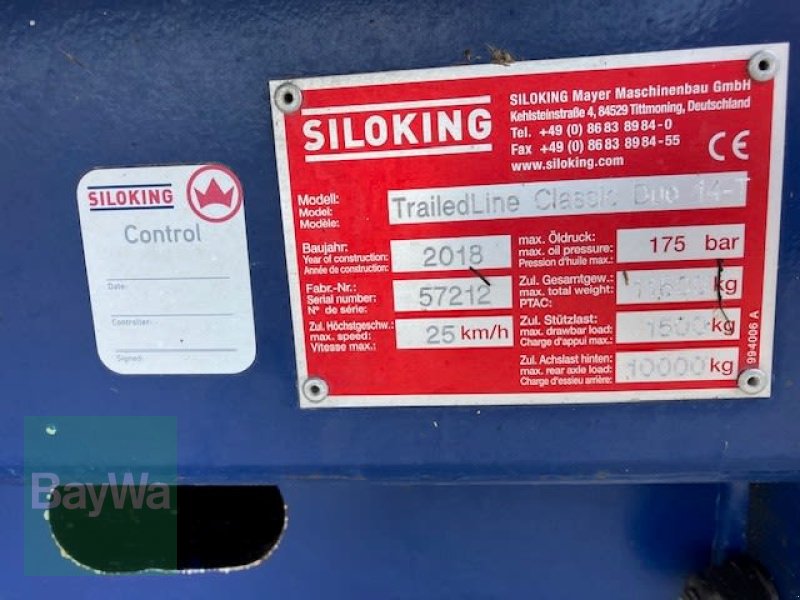 SILOKING
Control
Date:
Controller:
Signed:
SILOKING
SILOKING Mayer Maschinenbau GmbH
Kehlsteinstraße 4, 84529 Tittmoning, Deutschland
Tel. +49 (0) 86 83 89 84-0
Fax +49 (0) 86 83 89 84-55
www.siloking.com
CE
Modell:
Model:
Modèle:
TrailedLine Classic Duo 14-T
Baujahr:
Year of construction:
Année de construction:
2018
Fabr.-Nr.:
Serial number:
N° de série:
57212
Zul. Höchstgeschw.:
max. speed:
Vitesse max.:
25 km/h
max. Öldruck:
max. oil pressure:
Pression d'huile max.:
175 bar
Zul. Gesamtgew.:
max. total weight:
PTAC:
kg
Zul. Stützlast:
max. drawbar load:
Charge d'appui max.:
1500 kg
Zul. Achslast hinten:
max. rear axle load:
Charge d'essieu arrière:
10000 kg
994006 A
BayWa